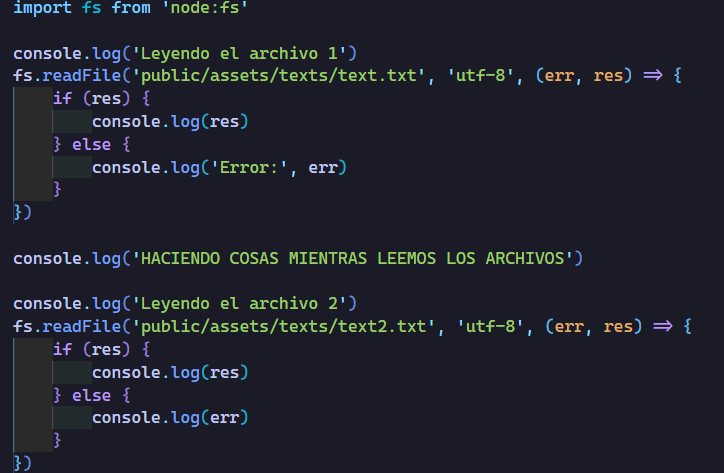 import fs from 'node:fs'
console.log('Leyendo el archivo 1')
fs.readFile('public/assets/texts/text.txt', 'utf-8', (err, res) => {
    if (res) {
        console.log(res)
    } else {
        console.log('Error:', err)
    }
})
console.log('HACIENDO COSAS MIENTRAS LEEMOS LOS ARCHIVOS')
console.log('Leyendo el archivo 2')
fs.readFile('public/assets/texts/text2.txt', 'utf-8', (err, res) => {
    if (res) {
        console.log(res)
    } else {
        console.log(err)
    }
})